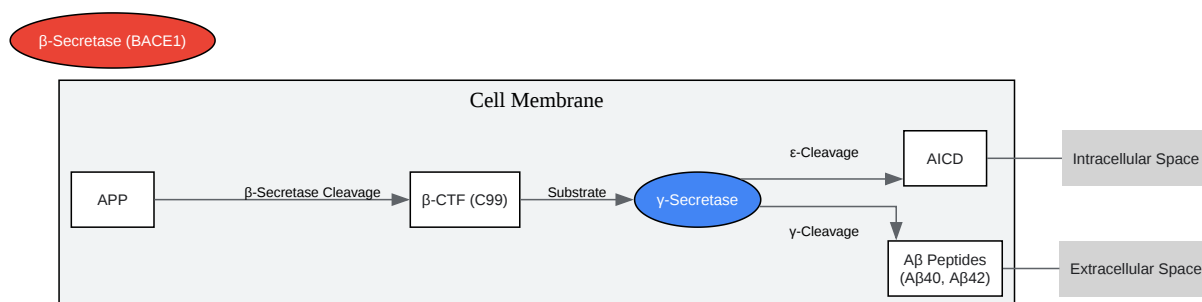 β-Secretase (BACE1)
Cell Membrane
APP
β-Secretase Cleavage
β-CTF (C99)
Substrate
γ-Secretase
ε-Cleavage
AICD
Intracellular Space
γ-Cleavage
Aβ Peptides
(Aβ40, Aβ42)
Extracellular Space